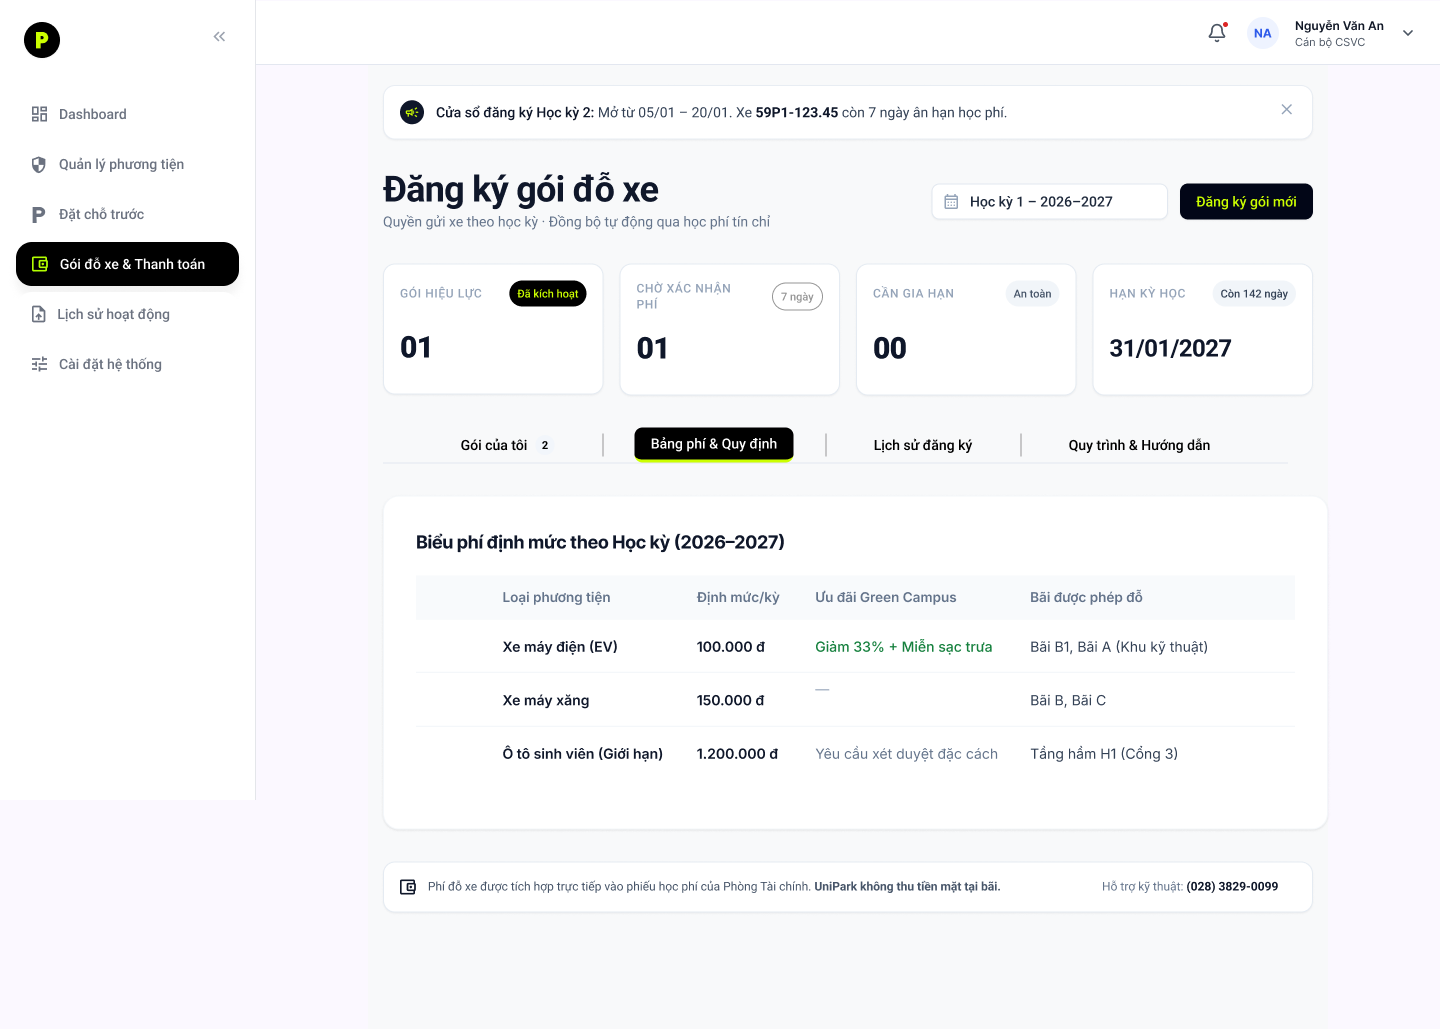 P
Nguyễn Văn An
NA
Cán bộ CSVC
Dashboard
Quản lý phương tiện
Đặt chỗ trước
Gói đỗ xe & Thanh toán
Lịch sử hoạt động
Cài đặt hệ thống
Cửa sổ đăng ký Học kỳ 2: Mở từ 05/01 – 20/01. Xe 59P1-123.45 còn 7 ngày ân hạn học phí.
Đăng ký gói đỗ xe
Quyền gửi xe theo học kỳ · Đồng bộ tự động qua học phí tín chỉ
Học kỳ 1 – 2026–2027
Đăng ký gói mới
GÓI HIỆU LỰC
Đã kích hoạt
01
CHỜ XÁC NHẬN
PHÍ
7 ngày
01
CẦN GIA HẠN
An toàn
00
HẠN KỲ HỌC
Còn 142 ngày
31/01/2027
Gói của tôi 2
Bảng phí & Quy định
Lịch sử đăng ký
Quy trình & Hướng dẫn
Biểu phí định mức theo Học kỳ (2026–2027)
Loại phương tiện Định mức/kỳ Ưu đãi Green Campus Bãi được phép đỗ
Xe máy điện (EV) 100.000 đ Giảm 33% + Miễn sạc trưa Bãi B1, Bãi A (Khu kỹ thuật)
Xe máy xăng 150.000 đ — Bãi B, Bãi C
Ô tô sinh viên (Giới hạn) 1.200.000 đ Yêu cầu xét duyệt đặc cách Tầng hầm H1 (Cổng 3)
Phí đỗ xe được tích hợp trực tiếp vào phiếu học phí của Phòng Tài chính. UniPark không thu tiền mặt tại bãi.
Hỗ trợ kỹ thuật: (028) 3829-0099